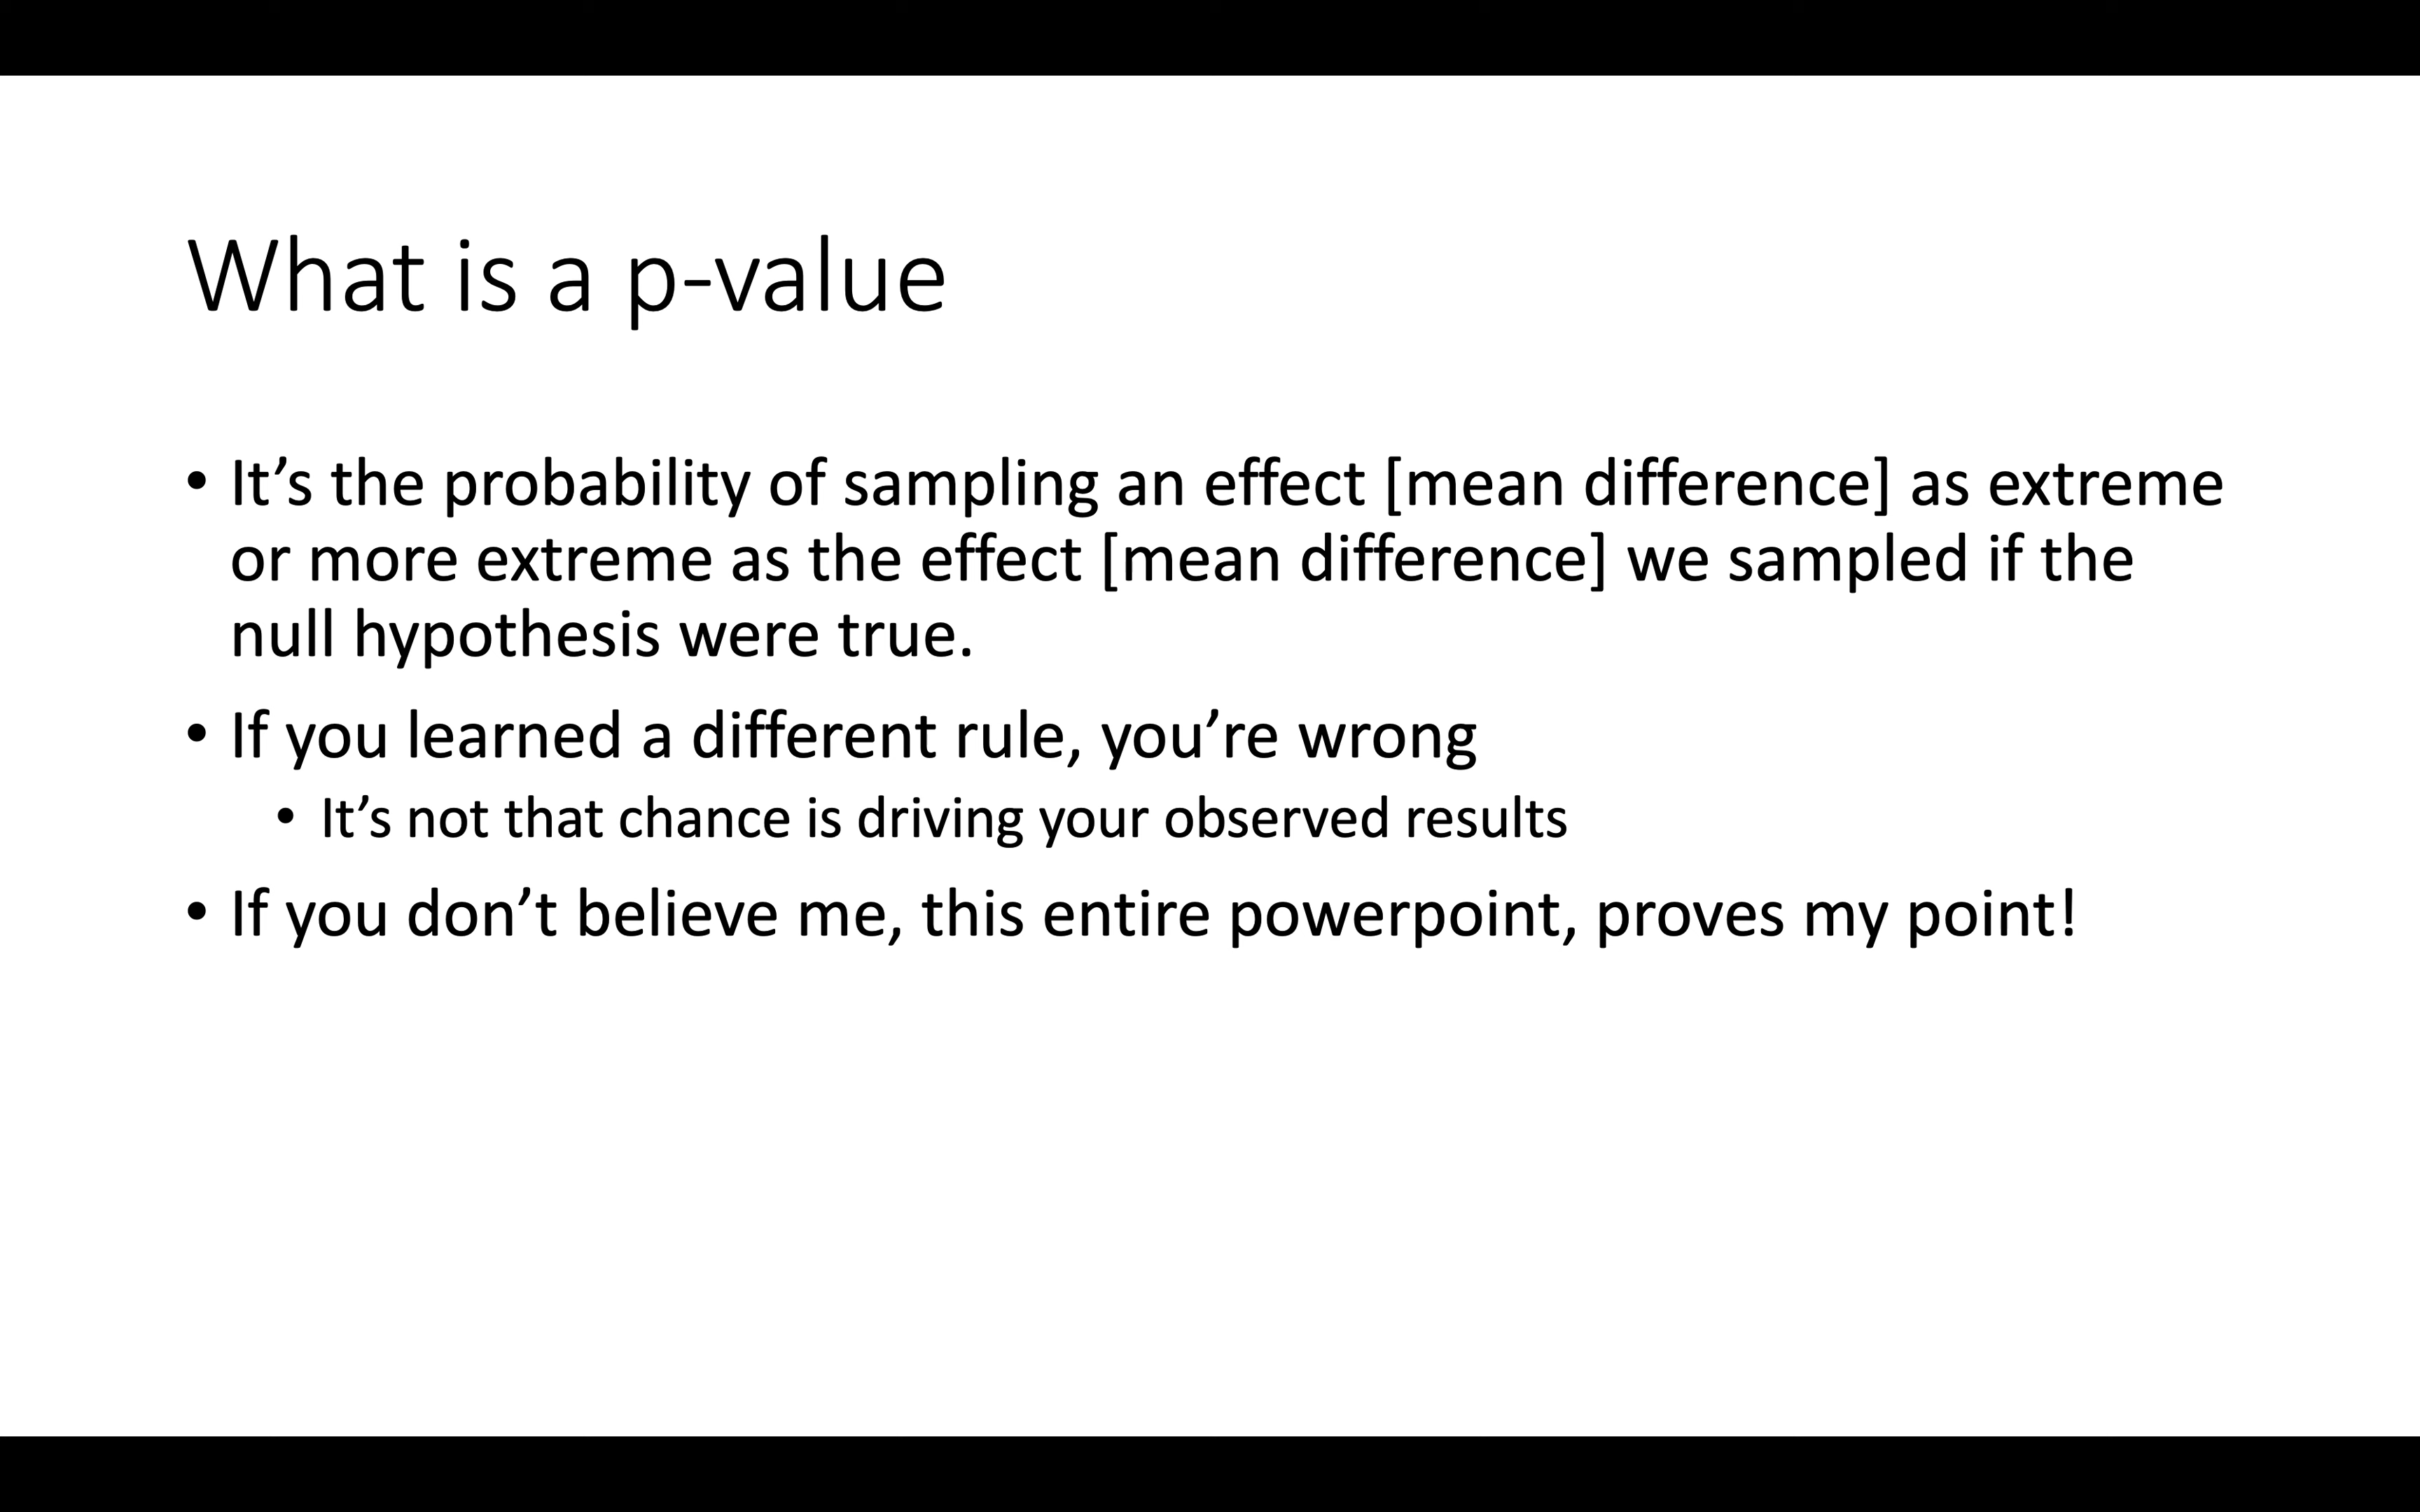 What is a p-value
• It’s the probability of sampling an effect [mean difference] as extreme
or more extreme as the effect [mean difference] we sampled if the
null hypothesis were true.
• If you learned a different rule, you’re wrong
• It’s not that chance is driving your observed results
• If you don’t believe me, this entire powerpoint, proves my point!